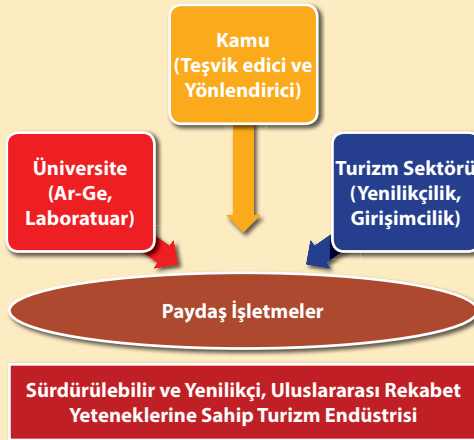 Kamu
(Teşvik edici ve
Yönlendirici)
Üniversite
(Ar-Ge,
Laboratuar)
Turizm Sektörü
(Yenilikçilik,
Girişimcilik)
Paydaş İşletmeler
Sürdürülebilir ve Yenilikçi, Uluslararası Rekabet
Yeteneklerine Sahip Turizm Endüstrisi